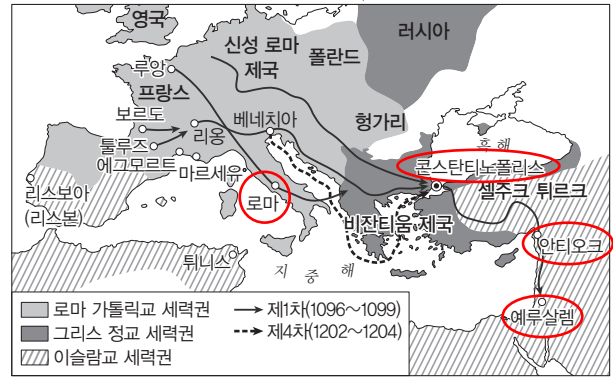 영국
러시아
신성 로마
제국
폴란드
루앙
프랑스
보르도
베네치아
헝가리
리옹
툴루즈
에그모르트
마르세유
흑해
콘스탄티노폴리스
리스보아
(리스본)
로마
셀주크 튀르크
비잔티움 제국
안티오크
튀니스
지중해
예루살렘
로마 가톨릭교 세력권
제1차(1096~1099)
그리스 정교 세력권
제4차(1202~1204)
이슬람교 세력권